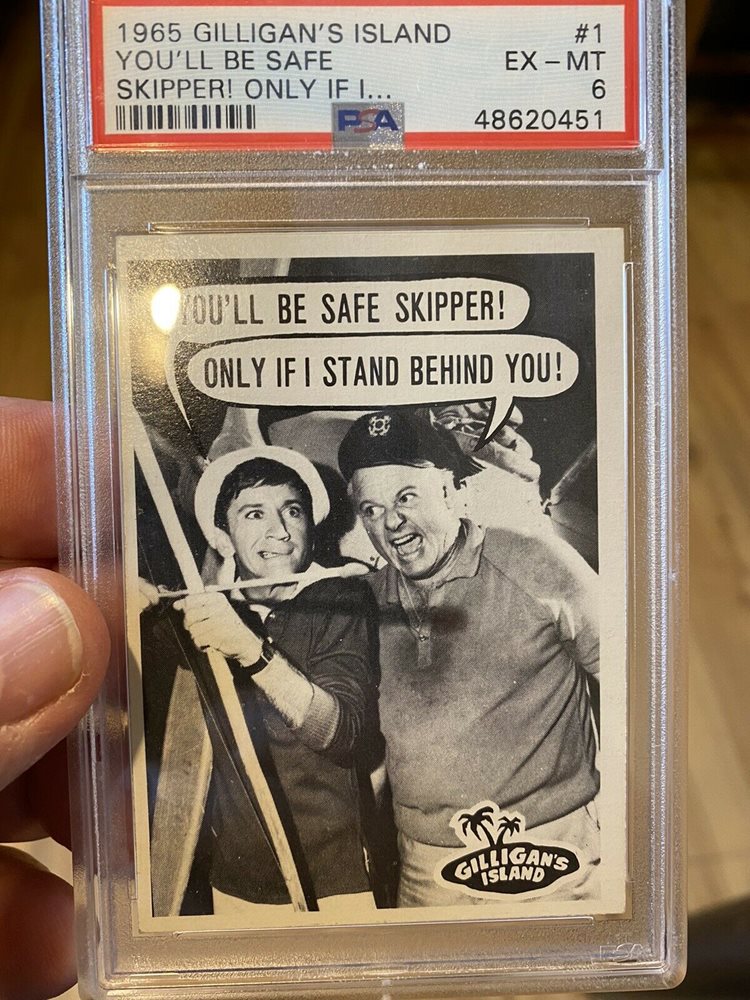 1965 GILLIGAN'S ISLAND #1
YOU'LL BE SAFE EX - MT
SKIPPER! ONLY IF I... 6
PSA 48620451
YOU'LL BE SAFE SKIPPER!
ONLY IF I STAND BEHIND YOU!
GILLIGAN'S
ISLAND
PSA